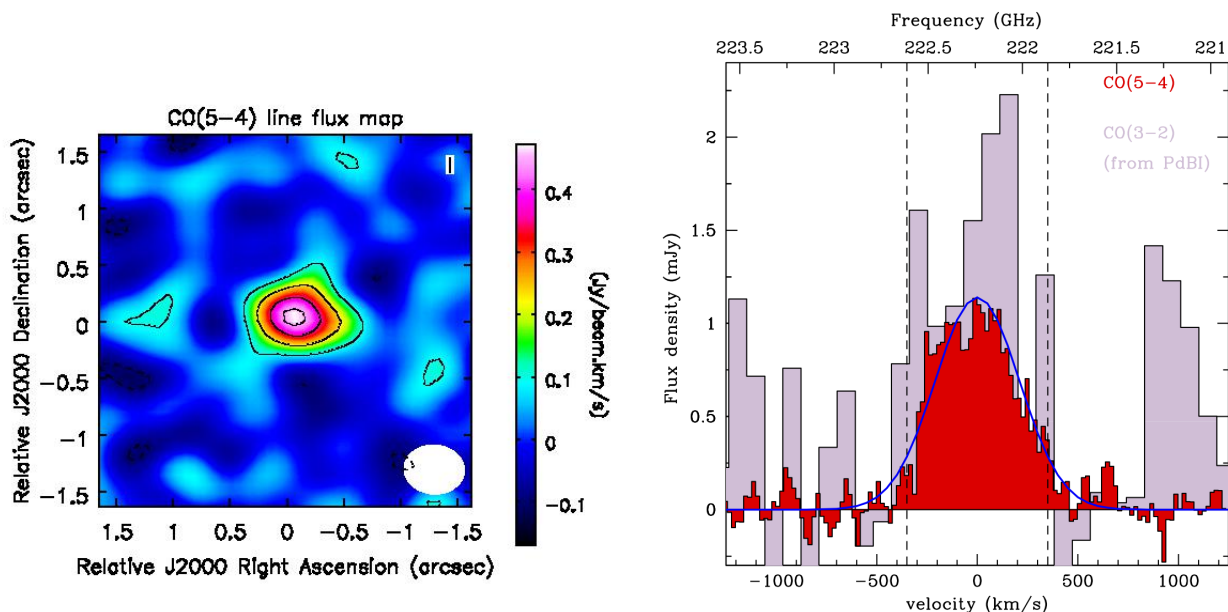 CO(5−4) line flux map
Relative J2000 Declination (arcsec)
1.5
1
0.5
0
−0.5
−1
−1.5
I
1.5 1 0.5 0 −0.5 −1 −1.5
Relative J2000 Right Ascension (arcsec)
0.4
0.3
0.2
0.1
0
−0.1
(Jy/beam.km/s)
Frequency (GHz)
223.5 223 222.5 222 221.5 221
CO(5−4)
CO(3−2)
(from PdBI)
Flux density (mJy)
2
1.5
1
0.5
0
−1000 −500 0 500 1000
velocity (km/s)